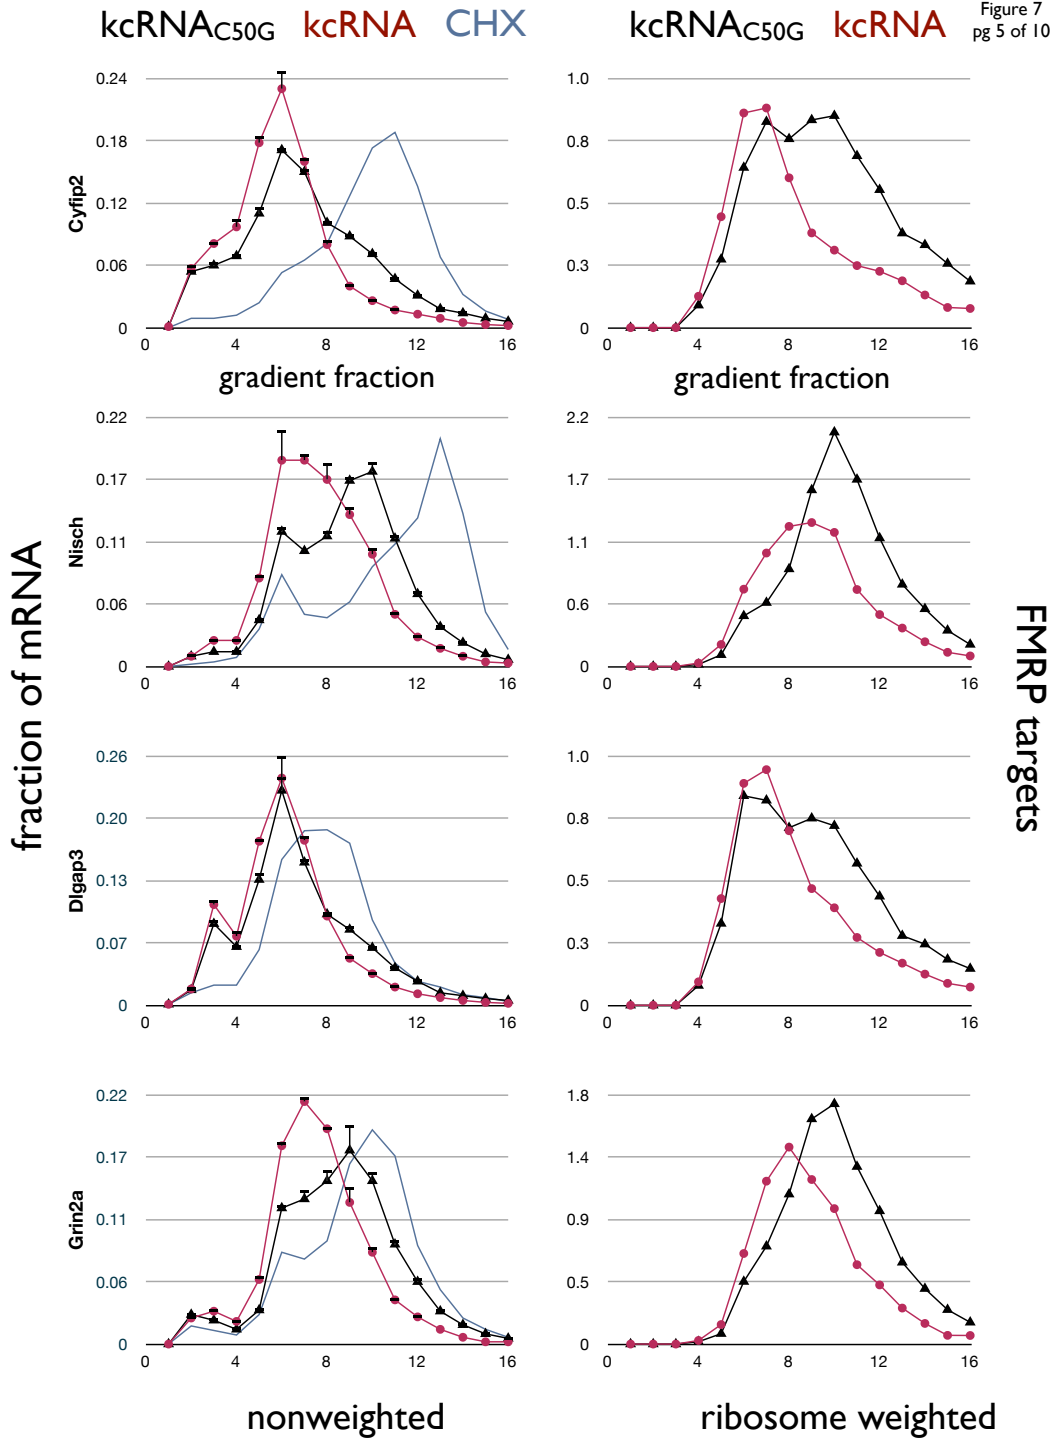 kcRNAC50G kcRNA CHX kcRNAC50G kcRNA
Figure 7
pg 5 of 10
fraction of mRNA
FMRP targets
Cyfip2
0.24
0.18
0.12
0.06
0
0 4 8 12 16
gradient fraction
1.0
0.8
0.5
0.3
0
0 4 8 12 16
gradient fraction
Nisch
0.22
0.17
0.11
0.06
0
0 4 8 12 16
2.2
1.7
1.1
0.6
0
0 4 8 12 16
Dlgap3
0.26
0.20
0.13
0.07
0
0 4 8 12 16
1.0
0.8
0.5
0.3
0
0 4 8 12 16
Grin2a
0.22
0.17
0.11
0.06
0
0 4 8 12 16
1.8
1.4
0.9
0.5
0
0 4 8 12 16
nonweighted
ribosome weighted